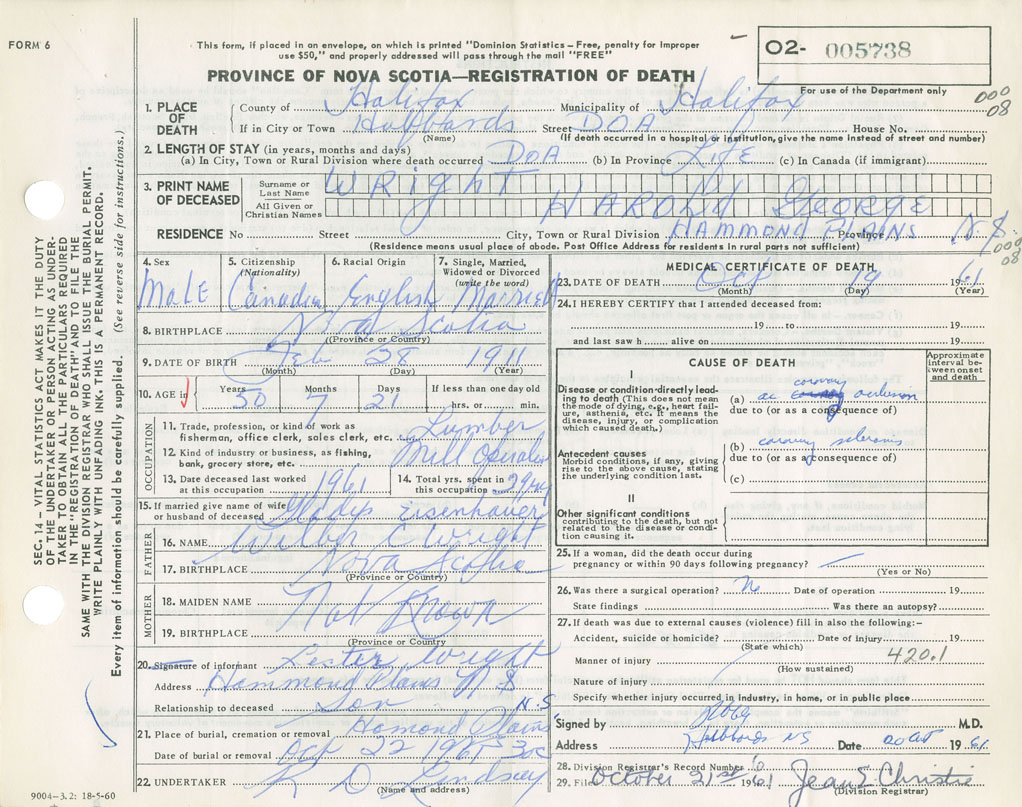 FORM 6
This form, if placed in an envelope, on which is printed "Dominion Statistics – Free, penalty for improper
use $50," and properly addressed will pass through the mail "FREE"
O2- 005738
For use of the Department only
PROVINCE OF NOVA SCOTIA—REGISTRATION OF DEATH
000
08
1. PLACE OF DEATH
County of Halifax Municipality of Halifax
If in City or Town Hubbards Street DOA House No.
(Name) (If death occurred in a hospital or institution, give the name instead of street and number)
2. LENGTH OF STAY (in years, months and days)
(a) In City, Town or Rural Division where death occurred DOA (b) In Province Life (c) In Canada (if immigrant)
3. PRINT NAME OF DECEASED
Surname or Last Name WRIGHT
All Given or Christian Names HAROLD GEORGE
RESIDENCE No Street City, Town or Rural Division HAMMOND PLAINS Province N.S.
(Residence means usual place of abode. Post Office Address for residents in rural parts not sufficient)
000
08
4. Sex
MALE
5. Citizenship (Nationality)
Canadian
6. Racial Origin
English
7. Single, Married, Widowed or Divorced (write the word)
Married
8. BIRTHPLACE Nova Scotia
(Province or Country)
9. DATE OF BIRTH Feb 28 1911
(Month) (Day) (Year)
10. AGE in
Years 50
Months 7
Days 21
If less than one day old
hrs. or min.
OCCUPATION
11. Trade, profession, or kind of work as
fisherman, office clerk, sales clerk, etc. Lumber
12. Kind of industry or business, as fishing,
bank, grocery store, etc. Mill Operator
13. Date deceased last worked
at this occupation 1961
14. Total yrs. spent in
this occupation 29 yrs
15. If married give name of wife
or husband of deceased Gladys Eisenhauer
FATHER
16. NAME Wilbur E Wright
17. BIRTHPLACE Nova Scotia
(Province or Country)
MOTHER
18. MAIDEN NAME Not Known
19. BIRTHPLACE
(Province or Country)
20. Signature of informant Lester Wright
Address Hammond Plains N S
Relationship to deceased Son
N.S
21. Place of burial, cremation or removal Hamond Plains
Date of burial or removal Oct 22 1961
22. UNDERTAKER R D Lindsay
(Name and address)
9004–3.2: 18-5-60
MEDICAL CERTIFICATE OF DEATH
23. DATE OF DEATH Oct 19 1961
(Month) (Day) (Year)
24. I HEREBY CERTIFY that I attended deceased from:
19 to 19
and last saw h alive on 19
CAUSE OF DEATH
Approximate interval between onset and death
I
Disease or condition directly leading to death (This does not mean the mode of dying, e.g., heart failure, asthenia, etc. It means the disease, injury, or complication which caused death.)
(a) ac coronary occlusion
due to (or as a consequence of)
Antecedent causes
Morbid conditions, if any, giving rise to the above cause, stating the underlying condition last.
(b) coronary sclerosis
due to (or as a consequence of)
(c)
II
Other significant conditions
contributing to the death, but not related to the disease or condition causing it.
25. If a woman, did the death occur during
pregnancy or within 90 days following pregnancy?
(Yes or No)
26. Was there a surgical operation? No Date of operation 19
State findings Was there an autopsy?
27. If death was due to external causes (violence) fill in also the following:-
Accident, suicide or homicide? Date of injury 19
(State which)
420.1
Manner of injury
(How sustained)
Nature of injury
Specify whether injury occurred in industry, in home, or in public place
Signed by M.D.
Address Hubbards NS Date 20 Oct 1961
28. Division Registrar's Record Number
29. Filed October 21st 1961 Jean E. Christie
(Division Registrar)
SEC. 14—VITAL STATISTICS ACT MAKES IT THE DUTY
OF THE UNDERTAKER OR PERSON ACTING AS UNDER-
TAKER TO OBTAIN ALL THE PARTICULARS REQUIRED
IN THE "REGISTRATION OF DEATH" AND TO FILE THE
SAME WITH THE DIVISION REGISTRAR WHO SHALL ISSUE THE BURIAL PERMIT.
WRITE PLAINLY WITH UNFADING INK. THIS IS A PERMANENT RECORD.
Every item of information should be carefully supplied. (See reverse side for instructions.)